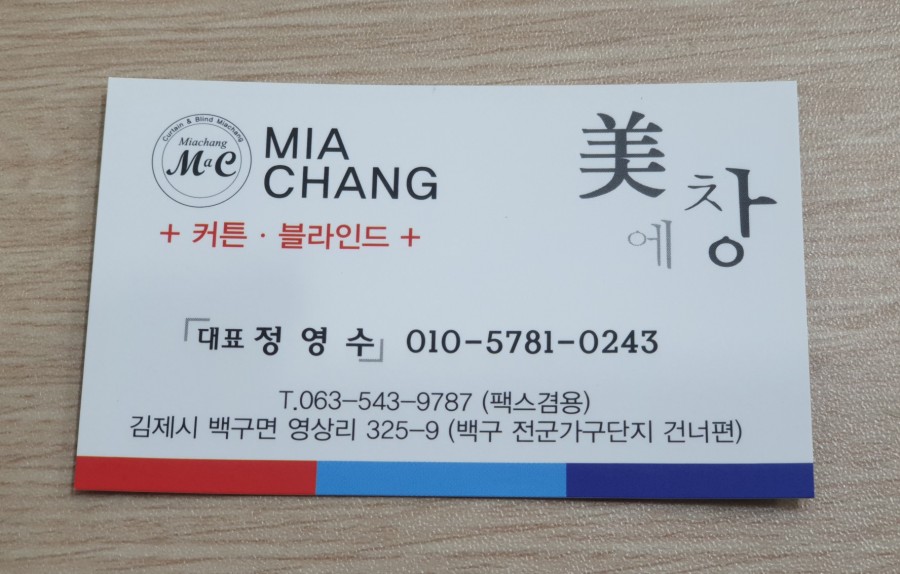 Curtain & Blind Miachang
Miachang
MaC
MIA
CHANG
美
에
창
+ 커튼 · 블라인드 +
대표 정영수 010-5781-0243
T.063-543-9787 (팩스겸용)
김제시 백구면 영상리 325-9 (백구 전군가구단지 건너편)